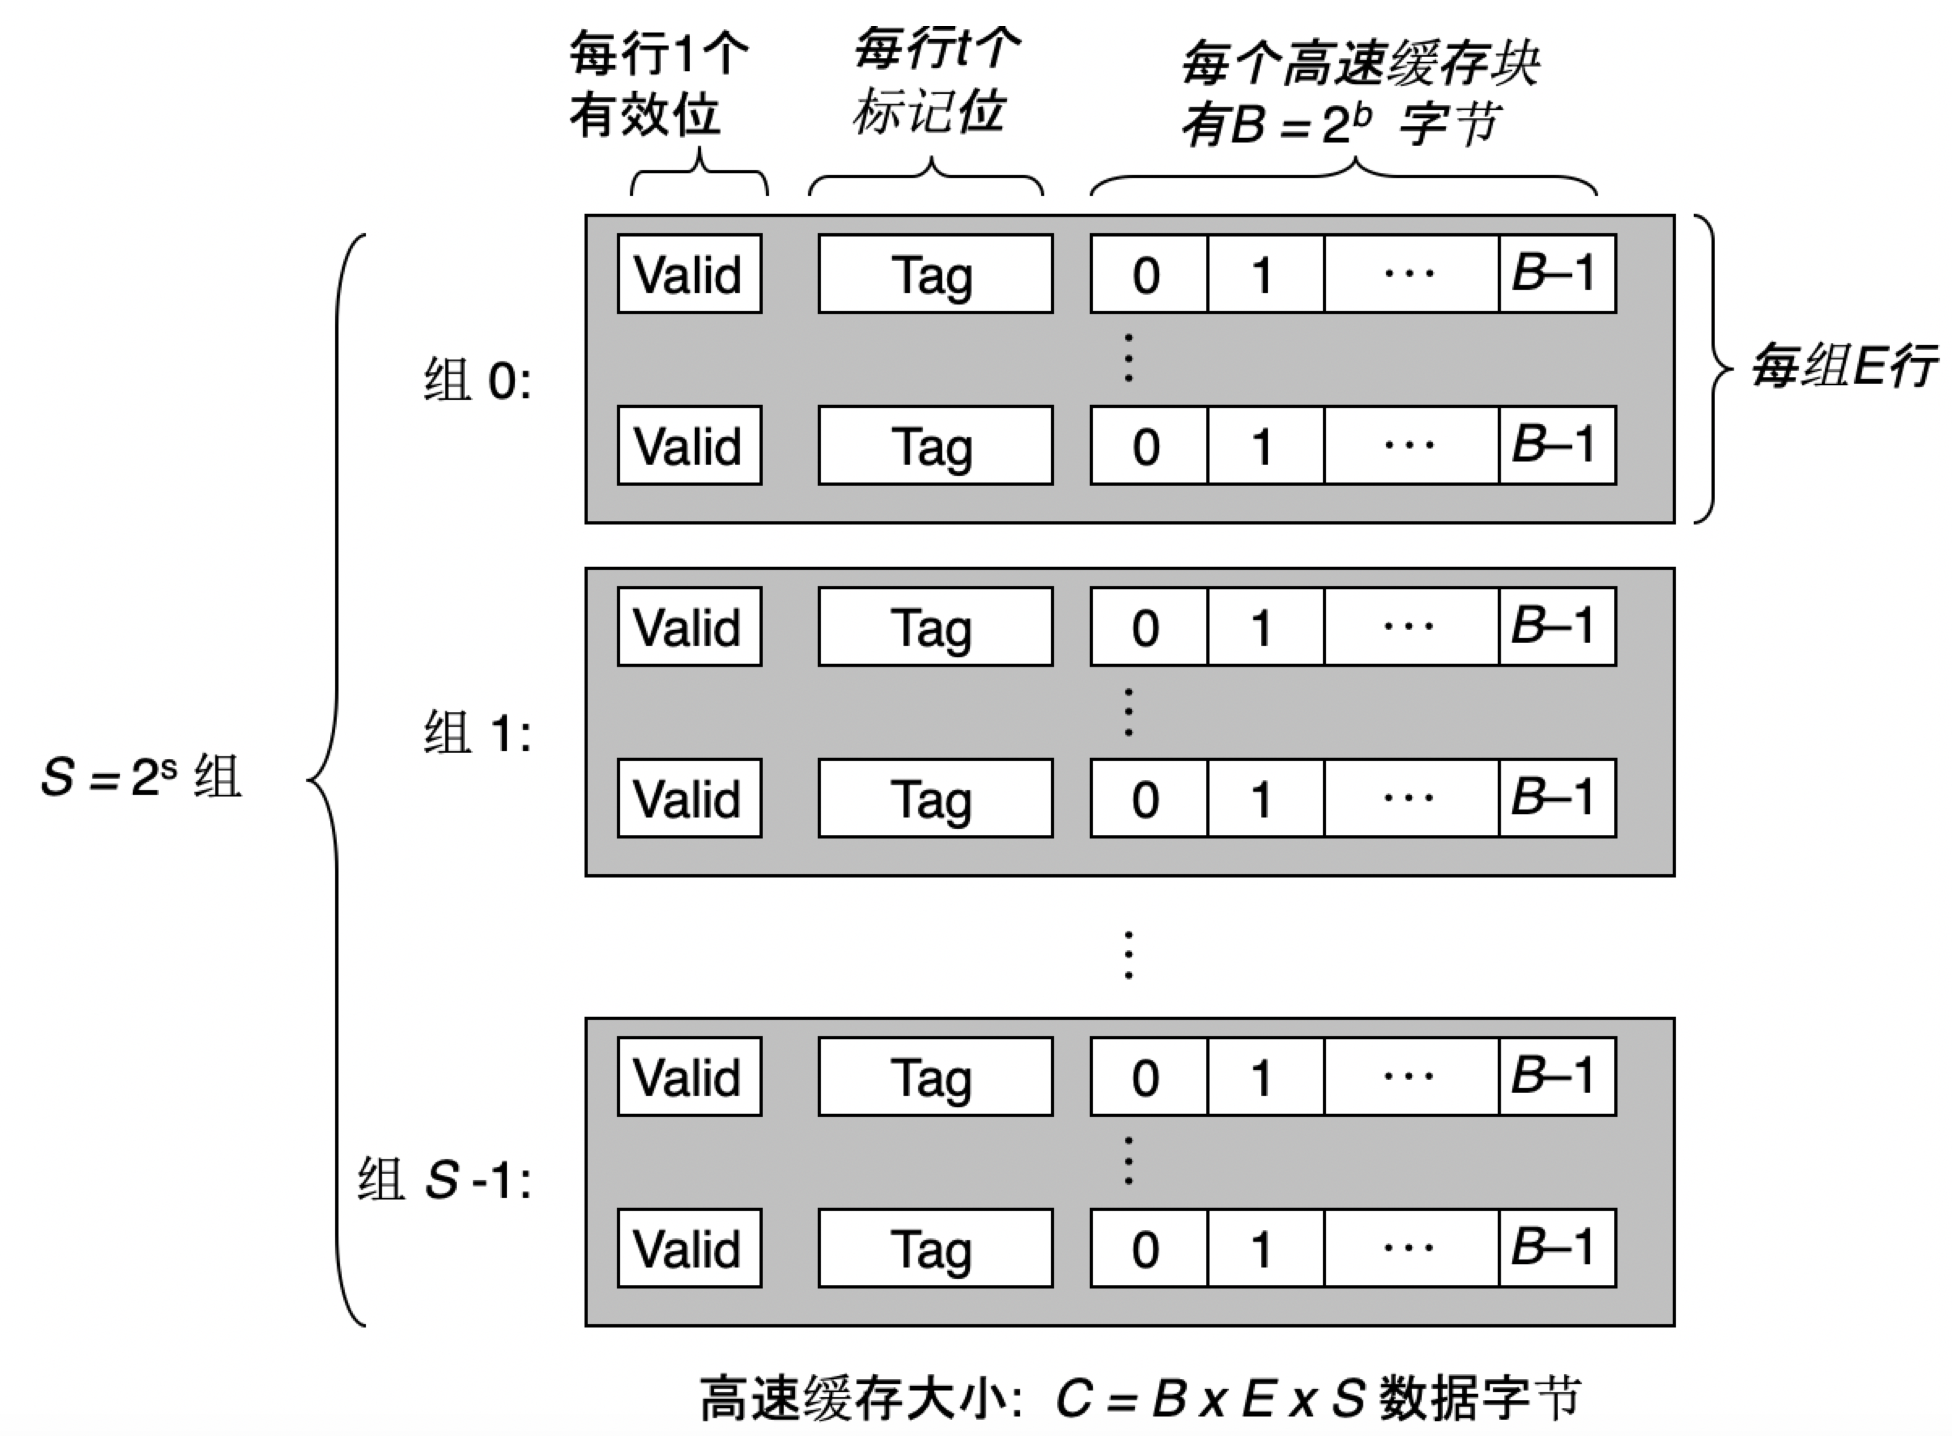 每行1个
有效位
每行t个
标记位
每个高速缓存块
有B = 2^b 字节
Valid Tag 0 1 ··· B–1
⋮
组 0:
每组E行
Valid Tag 0 1 ··· B–1
Valid Tag 0 1 ··· B–1
⋮
组 1:
S = 2^s 组
Valid Tag 0 1 ··· B–1
⋮
Valid Tag 0 1 ··· B–1
⋮
组 S -1:
Valid Tag 0 1 ··· B–1
高速缓存大小: C = B x E x S 数据字节